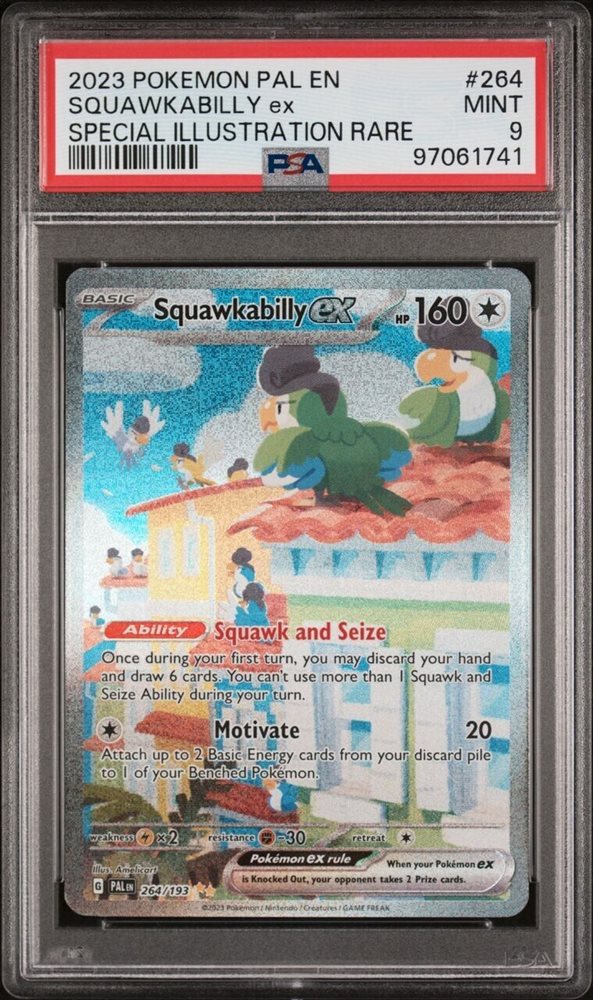 2023 POKEMON PAL EN #264
SQUAWKABILLY ex MINT
SPECIAL ILLUSTRATION RARE 9
PSA 97061741
BASIC Squawkabilly ex HP 160
Ability Squawk and Seize
Once during your first turn, you may discard your hand
and draw 6 cards. You can't use more than 1 Squawk and
Seize Ability during your turn.
Motivate 20
Attach up to 2 Basic Energy cards from your discard pile
to 1 of your Benched Pokémon.
weakness ×2 resistance -30 retreat
Illus. Amelicart
Pokémon ex rule When your Pokémon ex
is Knocked Out, your opponent takes 2 Prize cards.
G PAL EN 264/193
©2023 Pokémon / Nintendo / Creatures / GAME FREAK
PSA